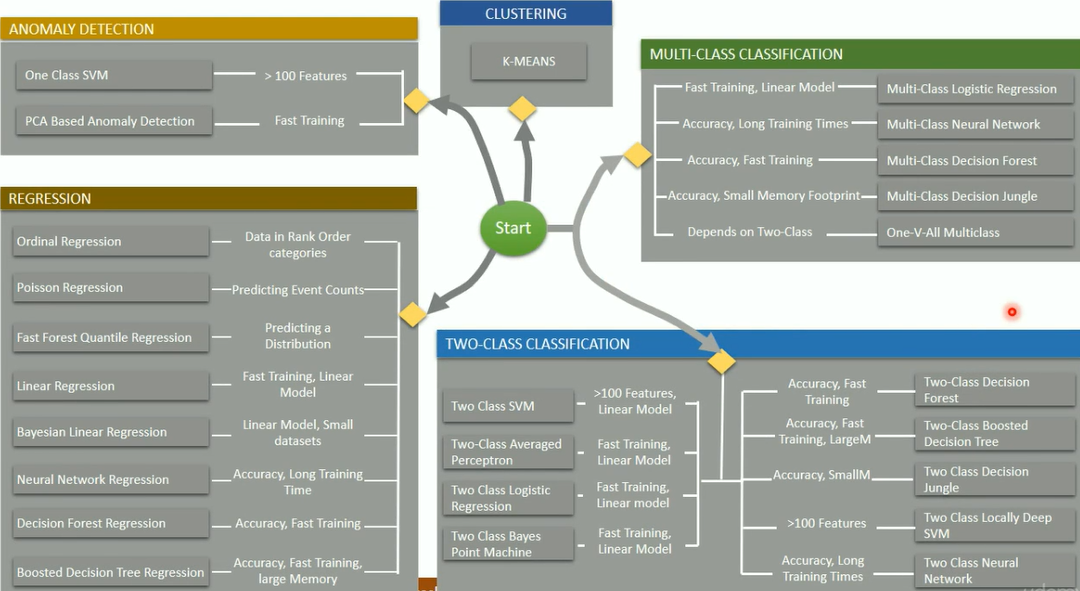 ANOMALY DETECTION
One Class SVM
> 100 Features
PCA Based Anomaly Detection
Fast Training
CLUSTERING
K-MEANS
MULTI-CLASS CLASSIFICATION
Fast Training, Linear Model
Multi-Class Logistic Regression
Accuracy, Long Training Times
Multi-Class Neural Network
Accuracy, Fast Training
Multi-Class Decision Forest
Accuracy, Small Memory Footprint
Multi-Class Decision Jungle
Depends on Two-Class
One-V-All Multiclass
Start
REGRESSION
Ordinal Regression
Data in Rank Order
categories
Poisson Regression
Predicting Event Counts
Fast Forest Quantile Regression
Predicting a
Distribution
Linear Regression
Fast Training, Linear
Model
Bayesian Linear Regression
Linear Model, Small
datasets
Neural Network Regression
Accuracy, Long Training
Time
Decision Forest Regression
Accuracy, Fast Training
Boosted Decision Tree Regression
Accuracy, Fast Training,
large Memory
TWO-CLASS CLASSIFICATION
Two Class SVM
>100 Features,
Linear Model
Two-Class Averaged
Perceptron
Fast Training,
Linear Model
Two Class Logistic
Regression
Fast Training,
Linear model
Two Class Bayes
Point Machine
Fast Training,
Linear Model
Accuracy, Fast
Training
Two-Class Decision
Forest
Accuracy, Fast
Training, LargeM
Two-Class Boosted
Decision Tree
Accuracy, SmallM
Two Class Decision
Jungle
>100 Features
Two Class Locally Deep
SVM
Accuracy, Long
Training Times
Two Class Neural
Network